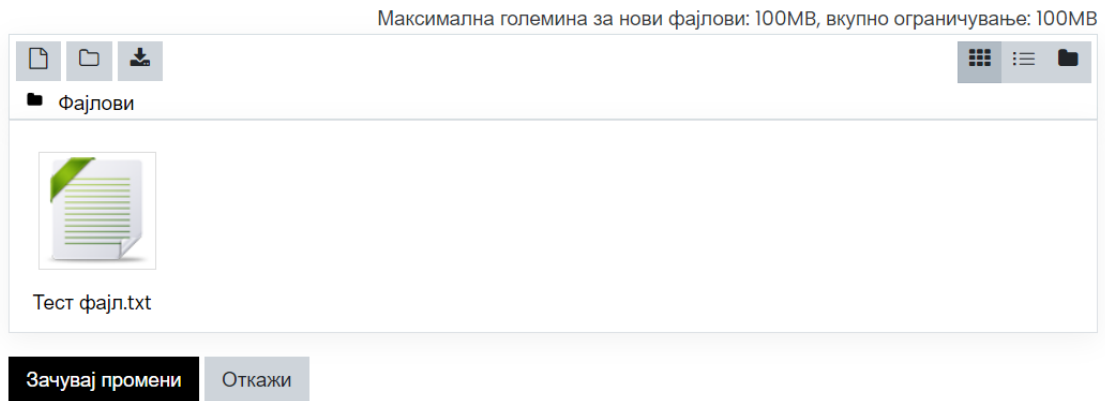 Максимална големина за нови фајлови: 100MB, вкупно ограничување: 100MB
Фајлови
Тест фајл.txt
Зачувај промени Откажи